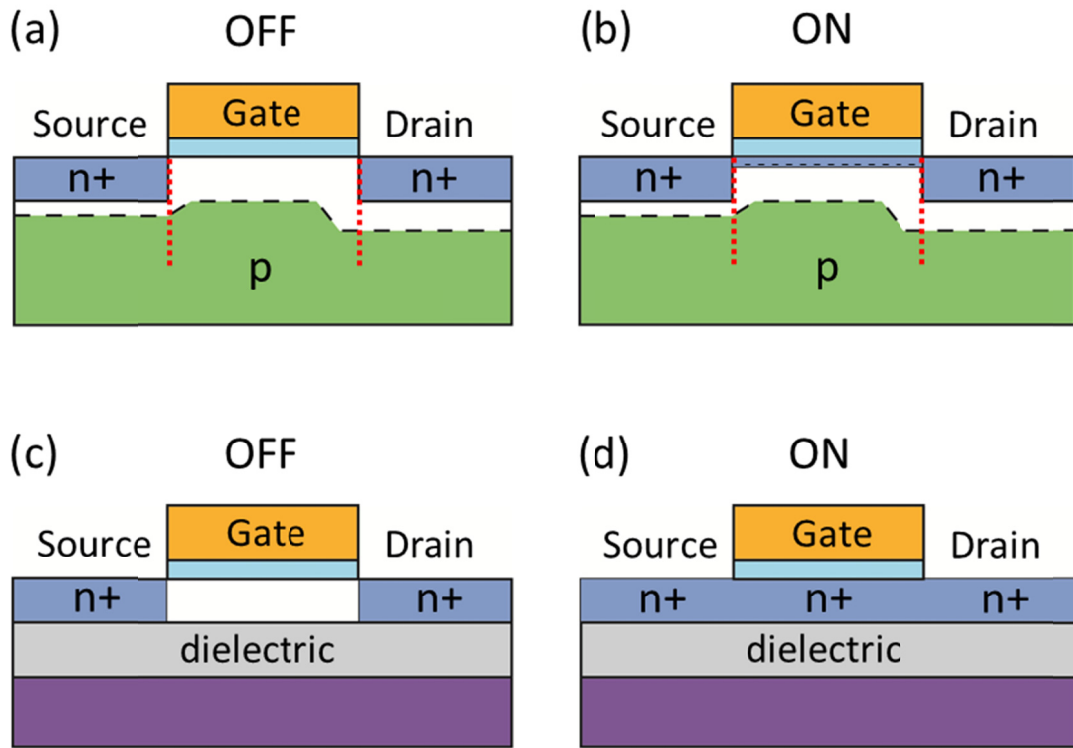 (a) OFF
Gate
Source Drain
n+ n+
p
(b) ON
Gate
Source Drain
n+ n+
p
(c) OFF
Gate
Source Drain
n+ n+
dielectric
(d) ON
Gate
Source Drain
n+ n+ n+
dielectric